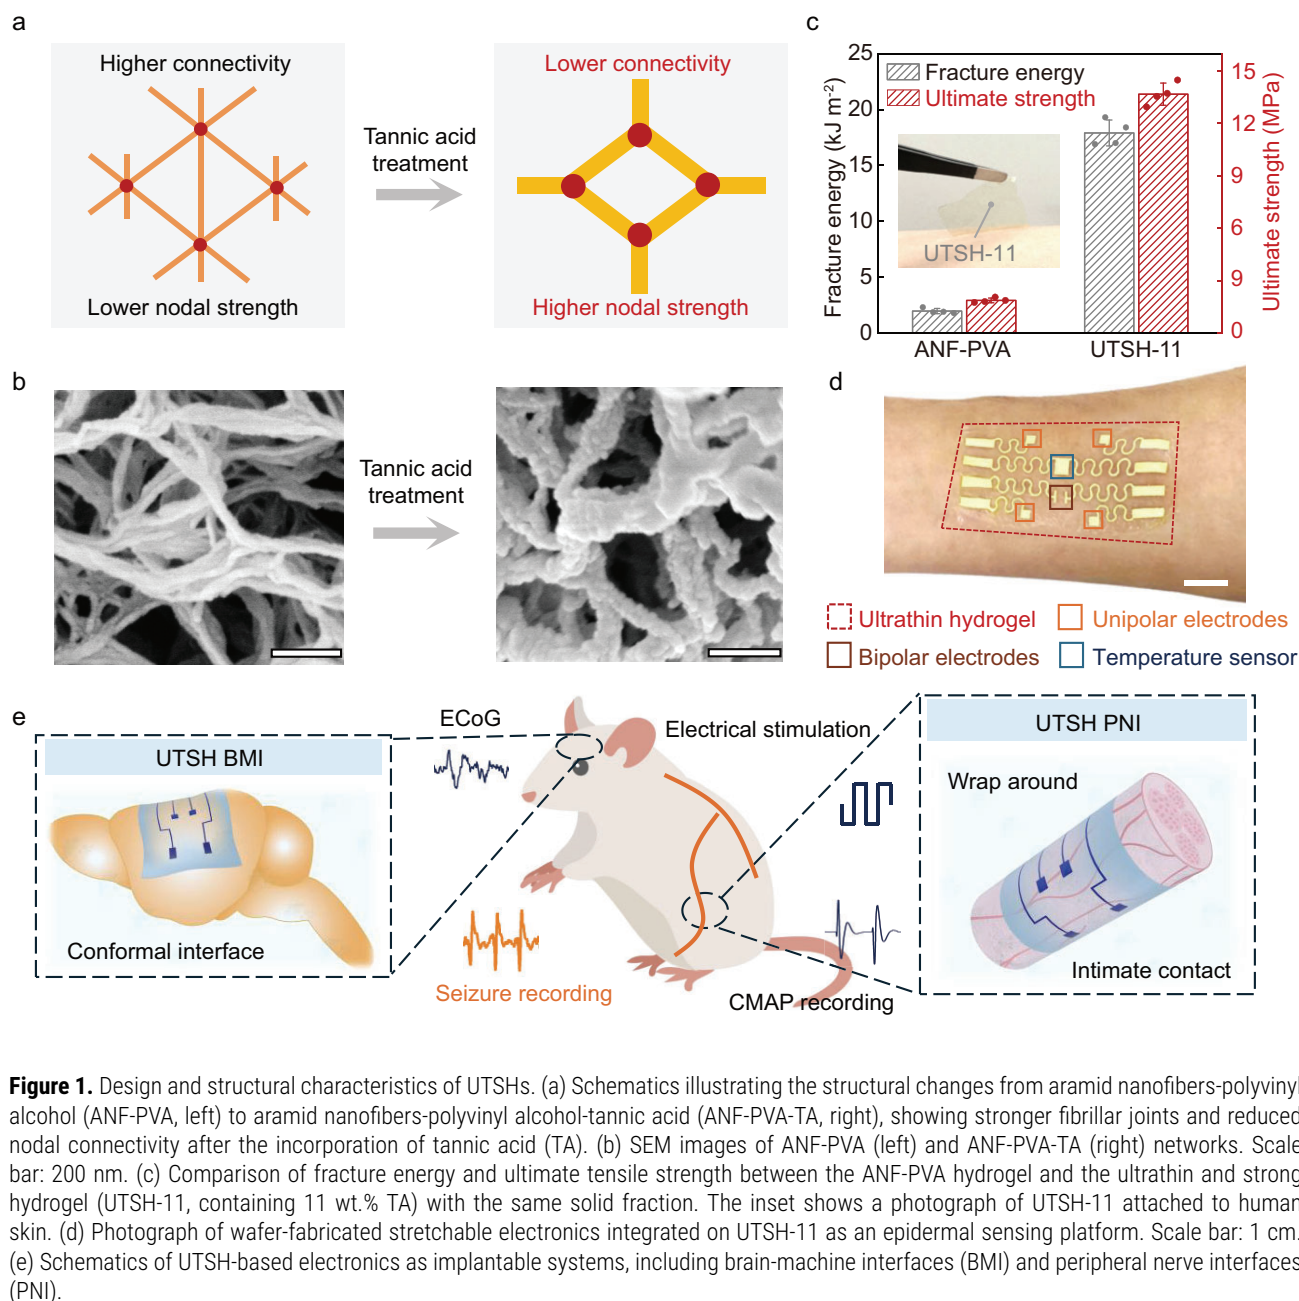 a
Higher connectivity
Lower nodal strength
Tannic acid
treatment
Lower connectivity
Higher nodal strength
c
Fracture energy (kJ m⁻²)
25
20
15
10
5
0
Fracture energy
Ultimate strength
UTSH-11
ANF-PVA
UTSH-11
15
12
9
6
9
0
Ultimate strength (MPa)
b
Tannic acid
treatment
d
Ultrathin hydrogel
Unipolar electrodes
Bipolar electrodes
Temperature sensor
e
UTSH BMI
Conformal interface
ECoG
Seizure recording
Electrical stimulation
CMAP recording
UTSH PNI
Wrap around
Intimate contact
Figure 1. Design and structural characteristics of UTSHs. (a) Schematics illustrating the structural changes from aramid nanofibers-polyvinyl
alcohol (ANF-PVA, left) to aramid nanofibers-polyvinyl alcohol-tannic acid (ANF-PVA-TA, right), showing stronger fibrillar joints and reduced
nodal connectivity after the incorporation of tannic acid (TA). (b) SEM images of ANF-PVA (left) and ANF-PVA-TA (right) networks. Scale
bar: 200 nm. (c) Comparison of fracture energy and ultimate tensile strength between the ANF-PVA hydrogel and the ultrathin and strong
hydrogel (UTSH-11, containing 11 wt.% TA) with the same solid fraction. The inset shows a photograph of UTSH-11 attached to human
skin. (d) Photograph of wafer-fabricated stretchable electronics integrated on UTSH-11 as an epidermal sensing platform. Scale bar: 1 cm.
(e) Schematics of UTSH-based electronics as implantable systems, including brain-machine interfaces (BMI) and peripheral nerve interfaces
(PNI).